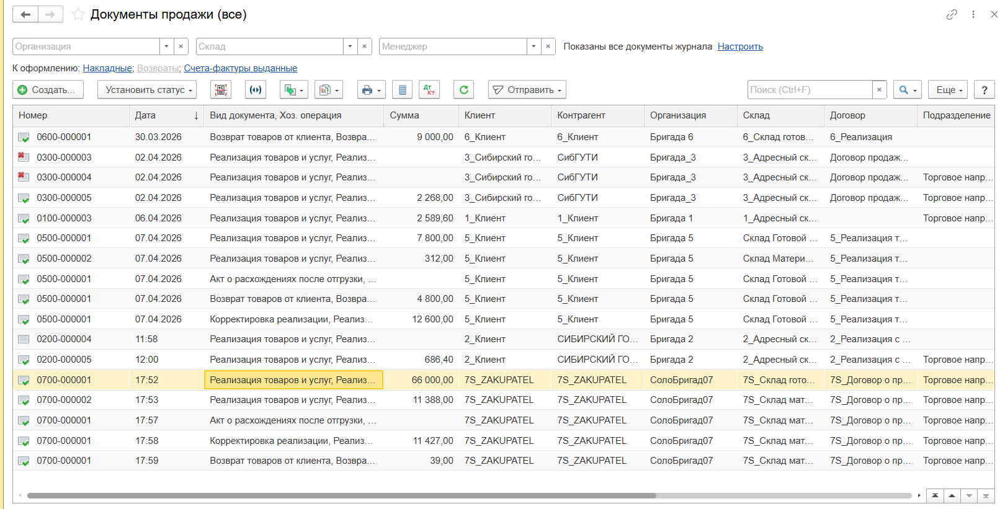 Документы продажи (все)
Организация Склад Менеджер Показаны все документы журнала Настроить
К оформлению: Накладные; Возвраты; Счета-фактуры выданные
Создать... Установить статус 1С Дт Кт Отправить Поиск (Ctrl+F) × Еще ?
Номер Дата ↓ Вид документа, Хоз. операция Сумма Клиент Контрагент Организация Склад Договор Подразделение
0600-000001 30.03.2026 Возврат товаров от клиента, Возвра... 9 000,00 6_Клиент 6_Клиент Бригада 6 6_Склад готов... 6_Реализация
0300-000003 02.04.2026 Реализация товаров и услуг, Реализ... 3_Сибирский го... СибГУТИ Бригада_3 3_Адресный ск... Договор продаж...
0300-000004 02.04.2026 Реализация товаров и услуг, Реализ... 3_Сибирский го... СибГУТИ Бригада_3 3_Адресный ск... Договор продаж... Торговое напр...
0300-000005 02.04.2026 Реализация товаров и услуг, Реализ... 2 268,00 3_Сибирский го... СибГУТИ Бригада_3 3_Адресный ск... Договор продаж... Торговое напр...
0100-000003 06.04.2026 Реализация товаров и услуг, Реализ... 2 589,60 1_Клиент 1_Клиент Бригада 1 1_Адресный ск... Торговое напр...
0500-000001 07.04.2026 Реализация товаров и услуг, Реализ... 7 800,00 5_Клиент 5_Клиент Бригада 5 Склад Готовой ... 5_Реализация т...
0500-000002 07.04.2026 Реализация товаров и услуг, Реализ... 312,00 5_Клиент 5_Клиент Бригада 5 Склад Матери... 5_Реализация т...
0500-000001 07.04.2026 Акт о расхождениях после отгрузки, ... 5_Клиент 5_Клиент Бригада 5 Склад Готовой ... 5_Реализация т...
0500-000001 07.04.2026 Возврат товаров от клиента, Возвра... 4 800,00 5_Клиент 5_Клиент Бригада 5 Склад Готовой ... 5_Реализация т...
0500-000001 07.04.2026 Корректировка реализации, Реализ... 12 600,00 5_Клиент 5_Клиент Бригада 5 Склад Готовой ... 5_Реализация т...
0200-000004 11:58 Реализация товаров и услуг, Реализ... 2_Клиент СИБИРСКИЙ ГО... Бригада 2 2_Адресный ск... 2_Реализация с ...
0200-000005 12:00 Реализация товаров и услуг, Реализ... 686,40 2_Клиент СИБИРСКИЙ ГО... Бригада 2 2_Адресный ск... 2_Реализация с ... Торговое напр...
0700-000001 17:52 Реализация товаров и услуг, Реализ... 66 000,00 7S_ZAKUPATEL 7S_ZAKUPATEL СолоБригад07 7S_Склад гото... 7S_Договор о пр... Торговое напр...
0700-000002 17:53 Реализация товаров и услуг, Реализ... 11 388,00 7S_ZAKUPATEL 7S_ZAKUPATEL СолоБригад07 7S_Склад мат... 7S_Договор о пр... Торговое напр...
0700-000001 17:57 Акт о расхождениях после отгрузки, ... 7S_ZAKUPATEL 7S_ZAKUPATEL СолоБригад07 7S_Склад мат... 7S_Договор о пр... Торговое напр...
0700-000001 17:58 Корректировка реализации, Реализ... 11 427,00 7S_ZAKUPATEL 7S_ZAKUPATEL СолоБригад07 7S_Склад мат... 7S_Договор о пр... Торговое напр...
0700-000001 17:59 Возврат товаров от клиента, Возвра... 39,00 7S_ZAKUPATEL 7S_ZAKUPATEL СолоБригад07 7S_Склад мат... 7S_Договор о пр... Торговое напр...